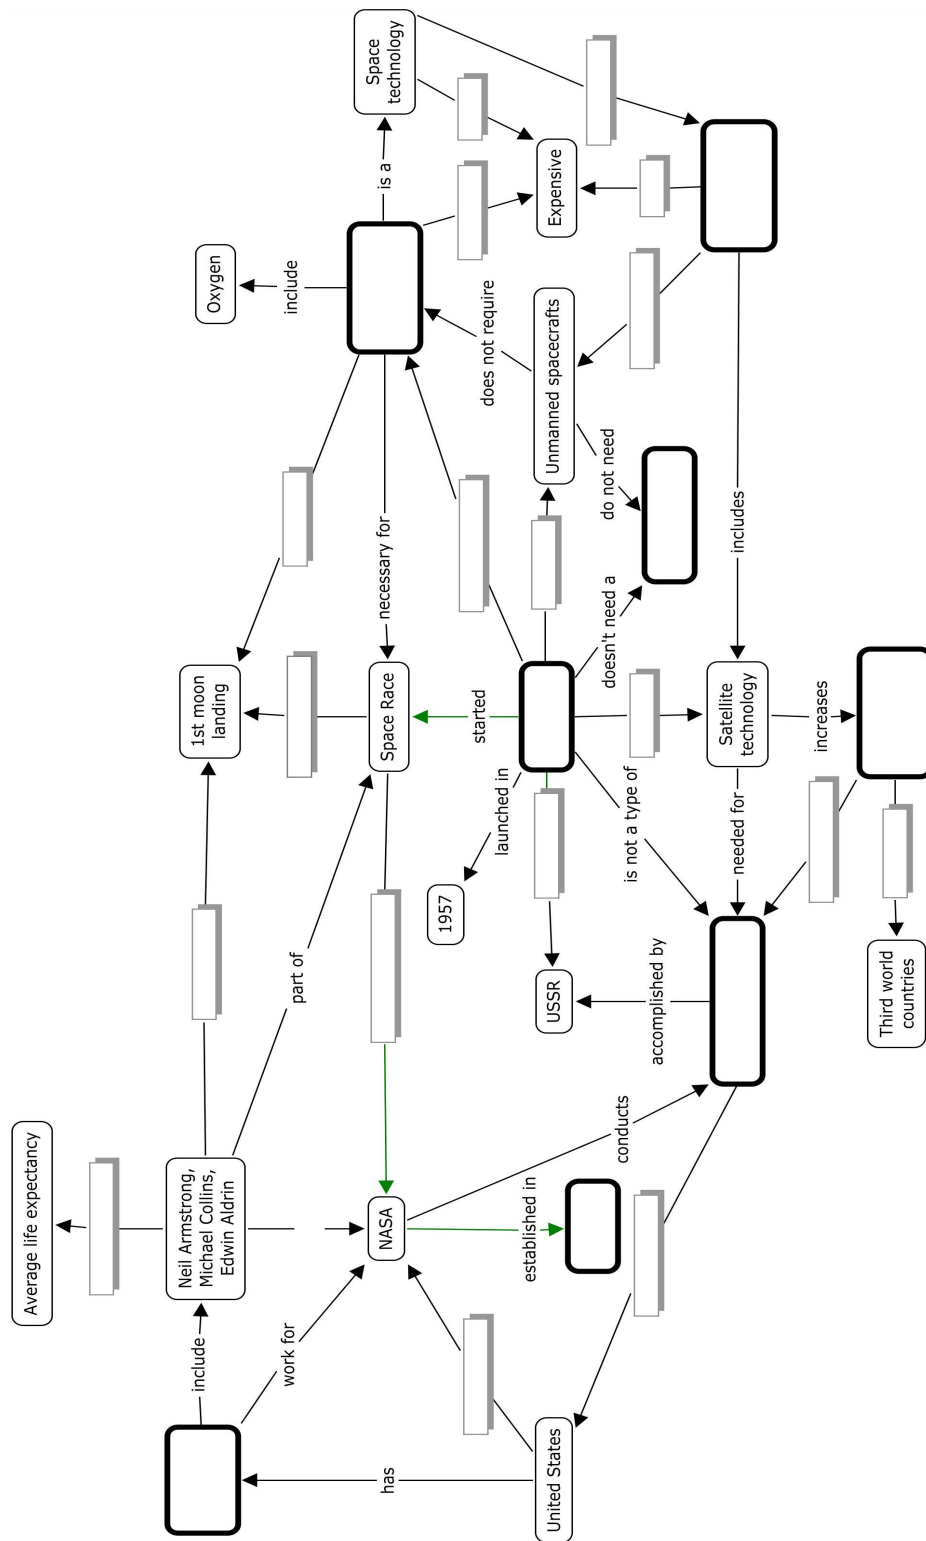 Average life expectancy
Neil Armstrong,
Michael Collins,
Edwin Aldrin
1st moon
landing
Oxygen
include
include
work for
part of
necessary for
is a
Space
technology
has
NASA
Space Race
1957
launched in
started
does not require
Expensive
United States
established in
USSR
Unmanned spacecrafts
conducts
accomplished by
is not a type of
doesn't need a
do not need
needed for
Satellite
technology
includes
increases
Third world
countries